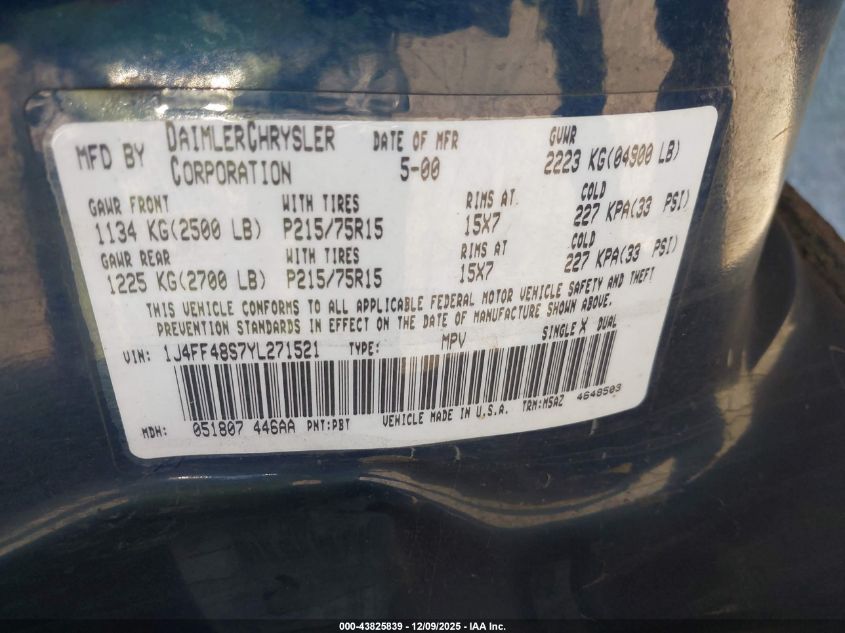 MFD BY DAIMLERCHRYSLER CORPORATION DATE OF MFR 5-00 GVWR 2223 KG(04900 LB)
GAWR FRONT WITH TIRES RIMS AT COLD
1134 KG(2500 LB) P215/75R15 15X7 227 KPA(33 PSI)
GAWR REAR WITH TIRES RIMS AT COLD
1225 KG(2700 LB) P215/75R15 15X7 227 KPA(33 PSI)
THIS VEHICLE CONFORMS TO ALL APPLICABLE FEDERAL MOTOR VEHICLE SAFETY AND THEFT
PREVENTION STANDARDS IN EFFECT ON THE DATE OF MANUFACTURE SHOWN ABOVE.
VIN: 1J4FF48S7YL271521 TYPE: MPV SINGLE X DUAL
MDH: 051807 446AA PNT:PBT VEHICLE MADE IN U.S.A. TRM:MSAZ 4648503
000-43825839 - 12/09/2025 - IAA Inc.